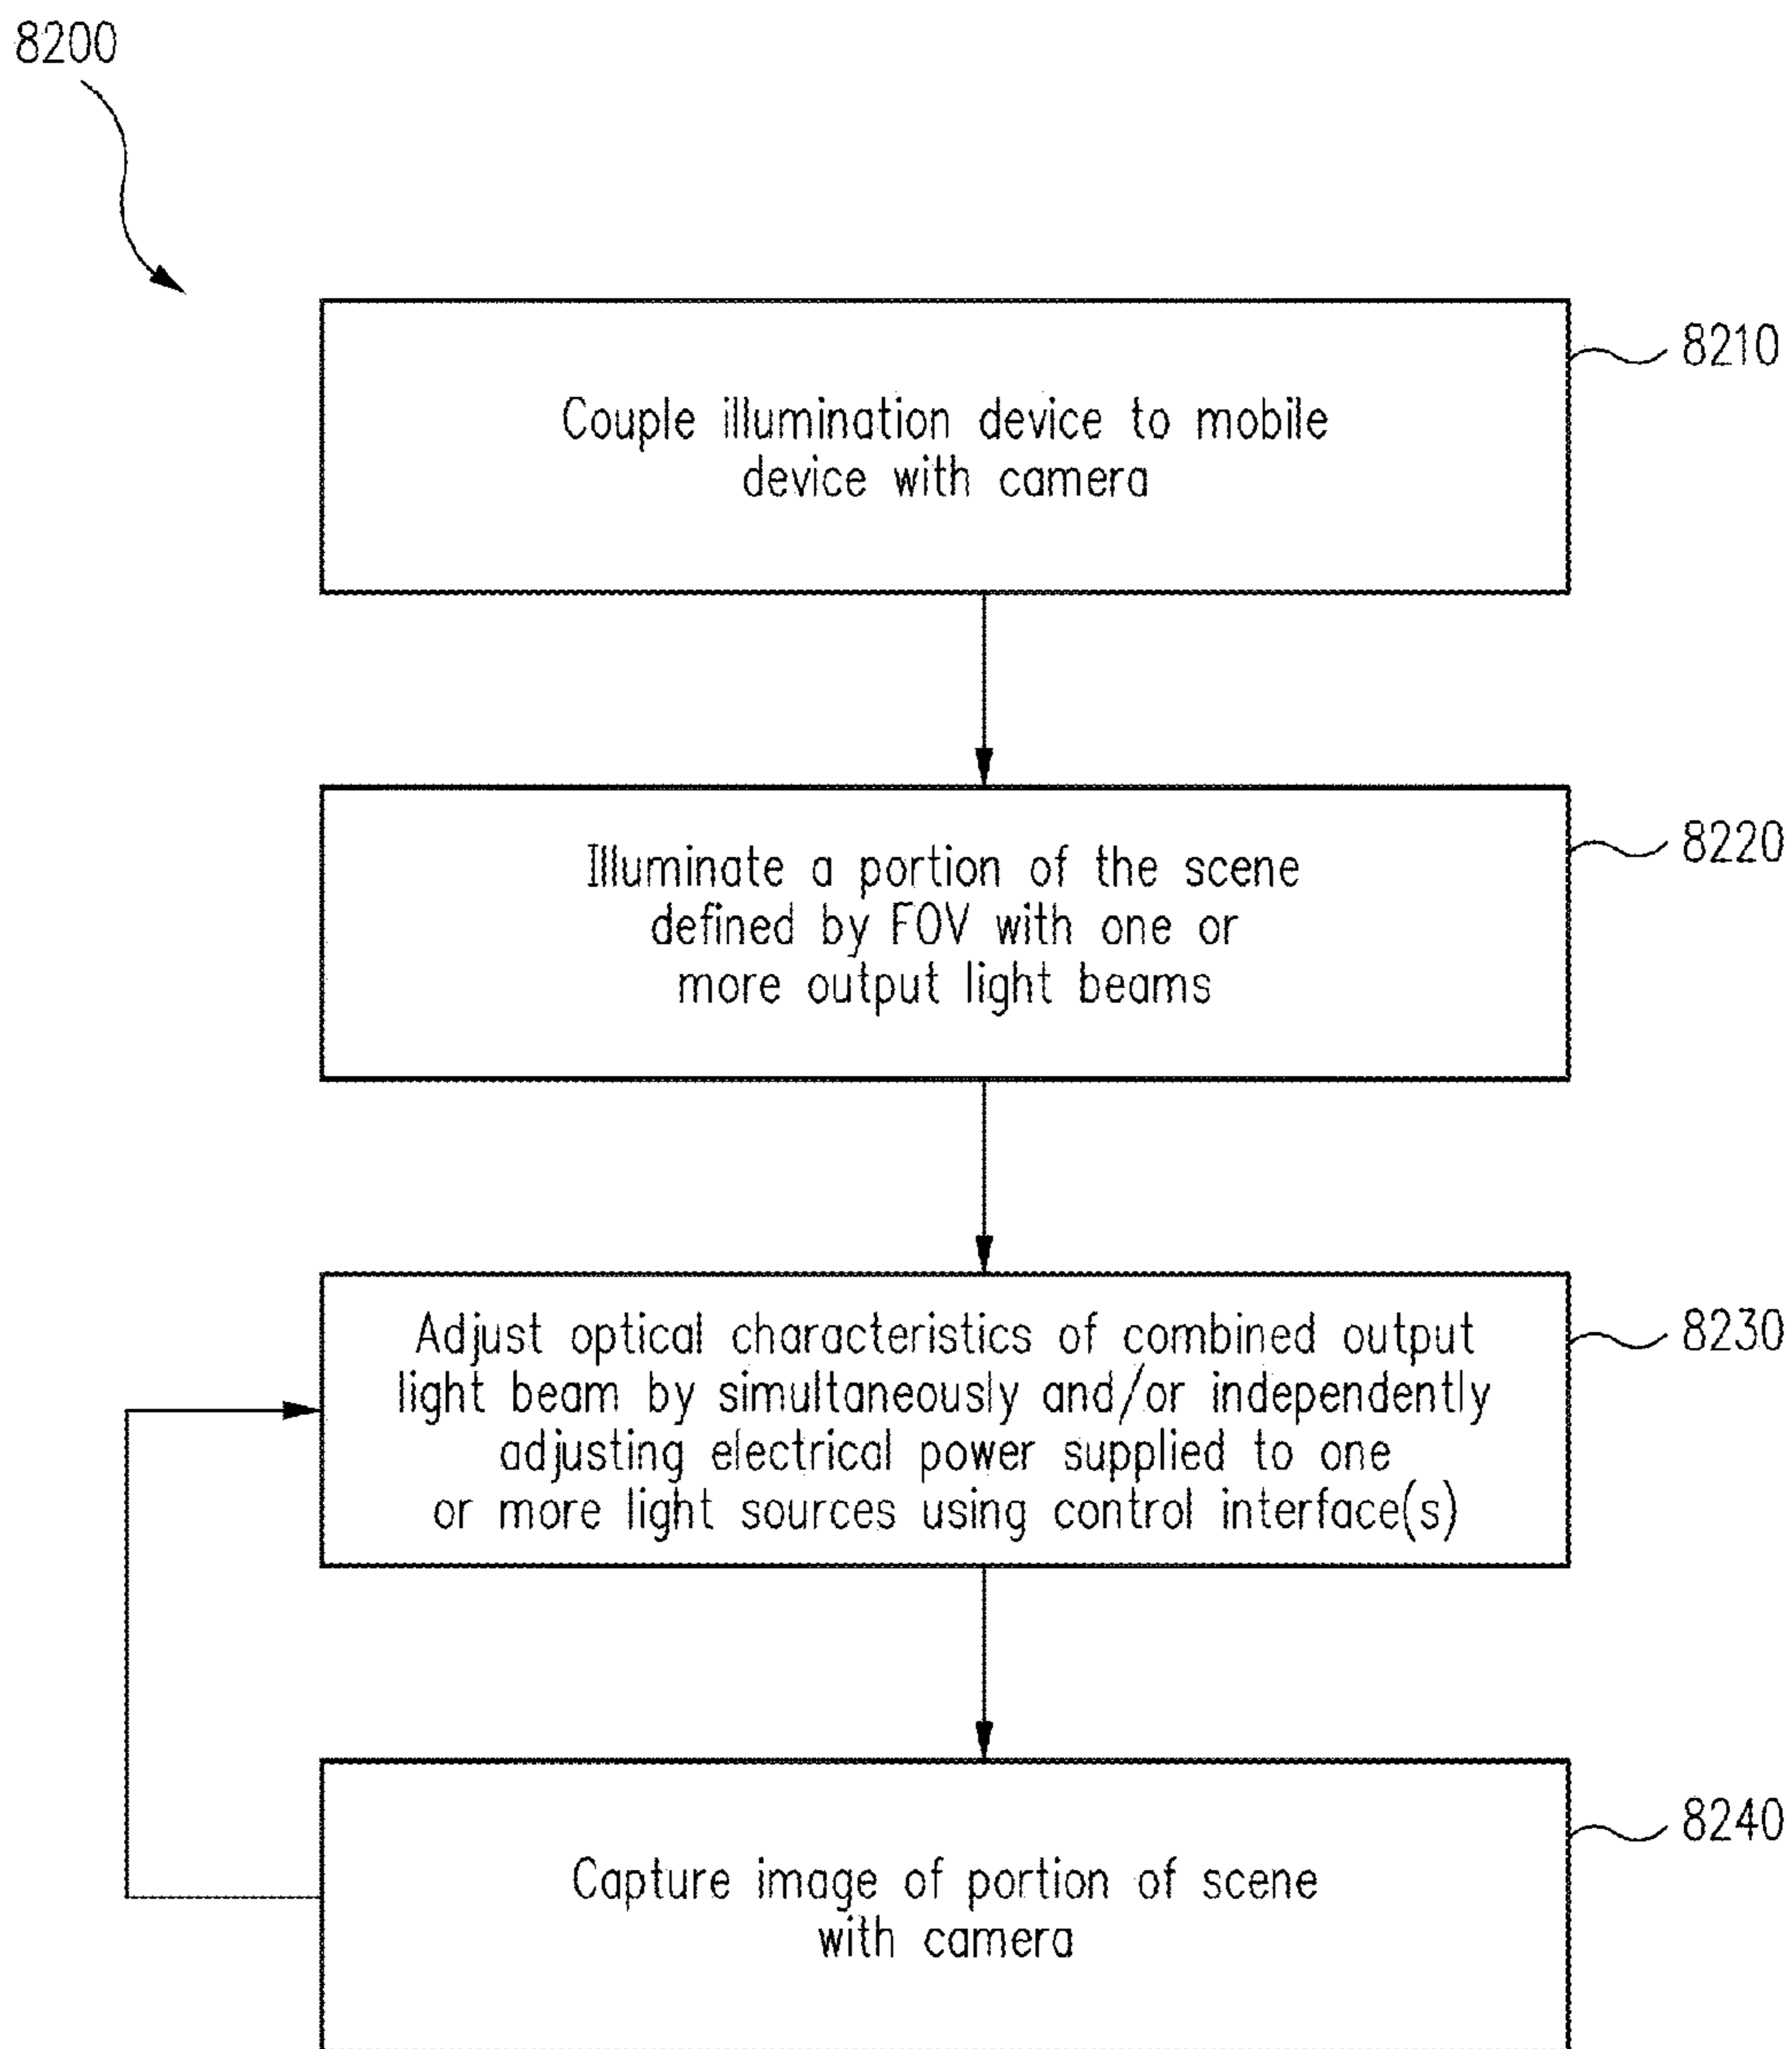 8200
8210
Couple illumination device to mobile
device with camera
8220
Illuminate a portion of the scene
defined by FOV with one or
more output light beams
8230
Adjust optical characteristics of combined output
light beam by simultaneously and/or independently
adjusting electrical power supplied to one
or more light sources using control interface(s)
8240
Capture image of portion of scene
with camera